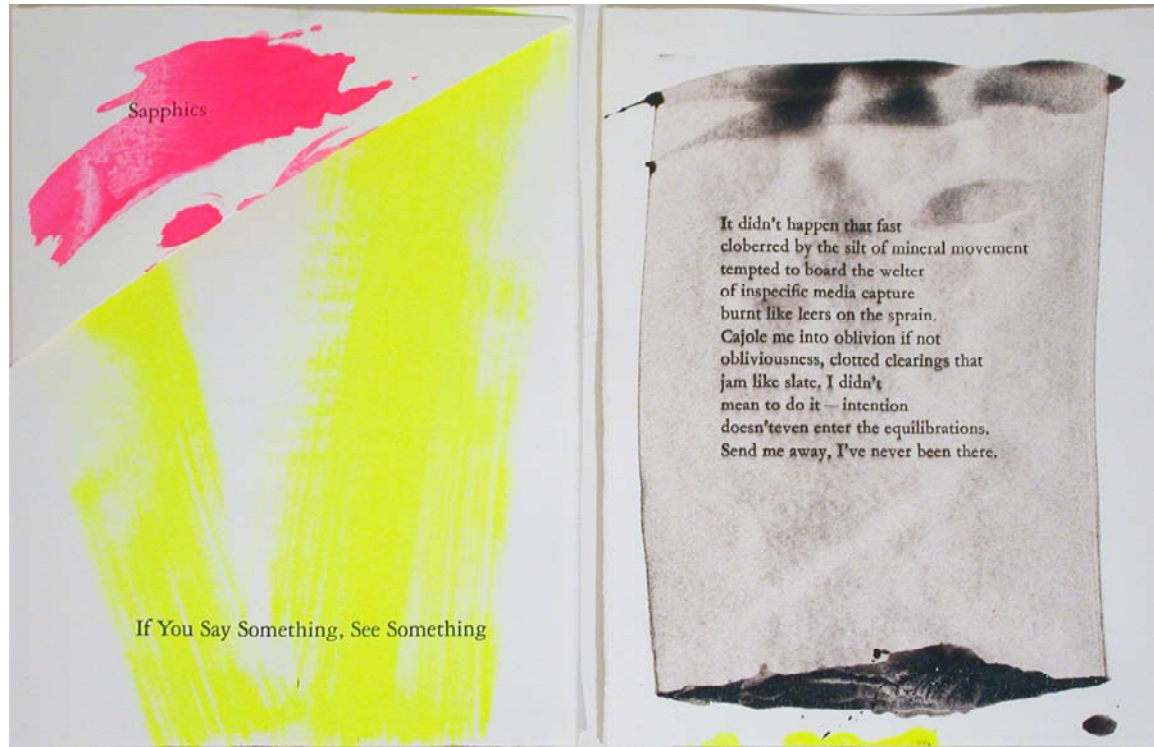 Sapphics
If You Say Something, See Something
It didn't happen that fast
cloberred by the silt of mineral movement
tempted to board the welter
of inspecific media capture
burnt like leers on the sprain.
Cajole me into oblivion if not
obliviousness, clotted clearings that
jam like slate. I didn't
mean to do it — intention
doesn'teven enter the equilibrations.
Send me away, I've never been there.